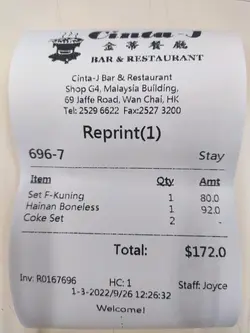 Cinta-J
金莆餐廳
BAR & RESTAURANT
Cinta-J Bar & Restaurant
Shop G4, Malaysia Building,
69 Jaffe Road, Wan Chai, HK
Tel: 2529 6622 Fax:2527 3200
Reprint(1)
696-7 Stay
Item Qty Amt
Set F-Kuning 1 80.0
Hainan Boneless 1 92.0
Coke Set 2 -
Total: $172.0
Inv: R0167696 HC: 1 Staff: Joyce
1-3-2022/9/26 12:26:32
Welcome!